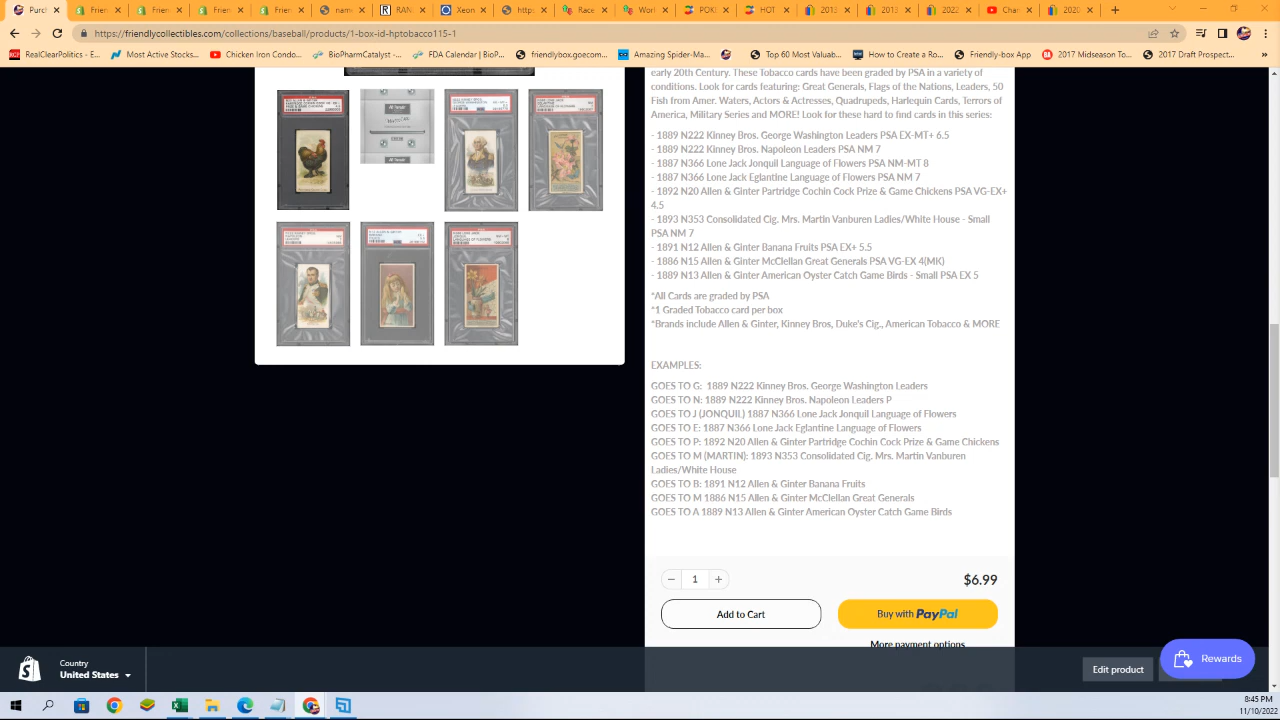 Purc
Friend
Friend
RAN
Xeon
http
Race
Worl
POKI
HOT
2013
2013
2022
Char
2020
https://friendlycollectibles.com/collections/baseball/products/1-box-id-hptobacco115-1
RealClearPolitics - E...
Most Active Stocks...
Chicken Iron Condo...
BioPharmCatalyst -...
FDA Calendar | BioP...
friendlybox.goecom...
Amazing Spider-Ma...
Top 60 Most Valuab...
How to Create a Ro...
Friendly-box App
2017 Midseason To...
2017 Draft Prospect...
early 20th Century. These Tobacco cards have been graded by PSA in a variety of
conditions. Look for cards featuring: Great Generals, Flags of the Nations, Leaders, 50
Fish from Amer. Waters, Actors & Actresses, Quadrupeds, Harlequin Cards, Terrors of
America, Military Series and MORE! Look for these hard to find cards in this series:
- 1889 N222 Kinney Bros. George Washington Leaders PSA EX-MT+ 6.5
- 1889 N222 Kinney Bros. Napoleon Leaders PSA NM 7
- 1887 N366 Lone Jack Jonquil Language of Flowers PSA NM-MT 8
- 1887 N366 Lone Jack Eglantine Language of Flowers PSA NM 7
- 1892 N20 Allen & Ginter Partridge Cochin Cock Prize & Game Chickens PSA VG-EX+
4.5
- 1893 N353 Consolidated Cig. Mrs. Martin Vanburen Ladies/White House - Small
PSA NM 7
- 1891 N12 Allen & Ginter Banana Fruits PSA EX+ 5.5
- 1886 N15 Allen & Ginter McClellan Great Generals PSA VG-EX 4(MK)
- 1889 N13 Allen & Ginter American Oyster Catch Game Birds - Small PSA EX 5
*All Cards are graded by PSA
*1 Graded Tobacco card per box
*Brands include Allen & Ginter, Kinney Bros, Duke's Cig., American Tobacco & MORE
EXAMPLES:
GOES TO G: 1889 N222 Kinney Bros. George Washington Leaders
GOES TO N: 1889 N222 Kinney Bros. Napoleon Leaders P
GOES TO J (JONQUIL) 1887 N366 Lone Jack Jonquil Language of Flowers
GOES TO E: 1887 N366 Lone Jack Eglantine Language of Flowers
GOES TO P: 1892 N20 Allen & Ginter Partridge Cochin Cock Prize & Game Chickens
GOES TO M (MARTIN): 1893 N353 Consolidated Cig. Mrs. Martin Vanburen
Ladies/White House
GOES TO B: 1891 N12 Allen & Ginter Banana Fruits
GOES TO M 1886 N15 Allen & Ginter McClellan Great Generals
GOES TO A 1889 N13 Allen & Ginter American Oyster Catch Game Birds
1
$6.99
Add to Cart
Buy with PayPal
More payment options
Country
United States
Edit product
Rewards
8:45 PM
11/10/2022